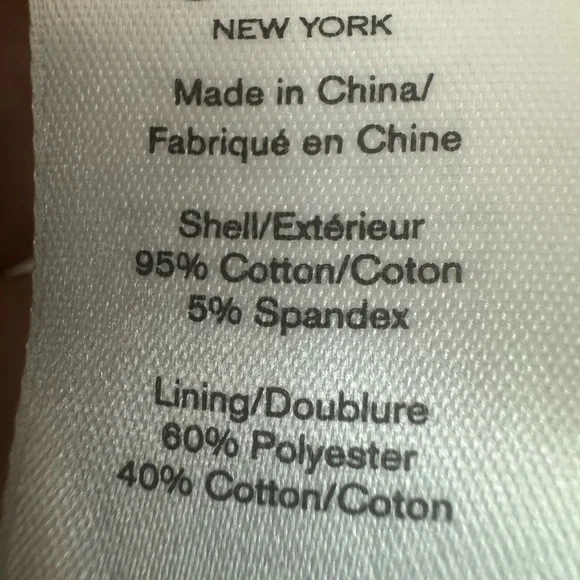 NEW YORK
Made in China/
Fabriqué en Chine
Shell/Extérieur
95% Cotton/Coton
5% Spandex
Lining/Doublure
60% Polyester
40% Cotton/Coton